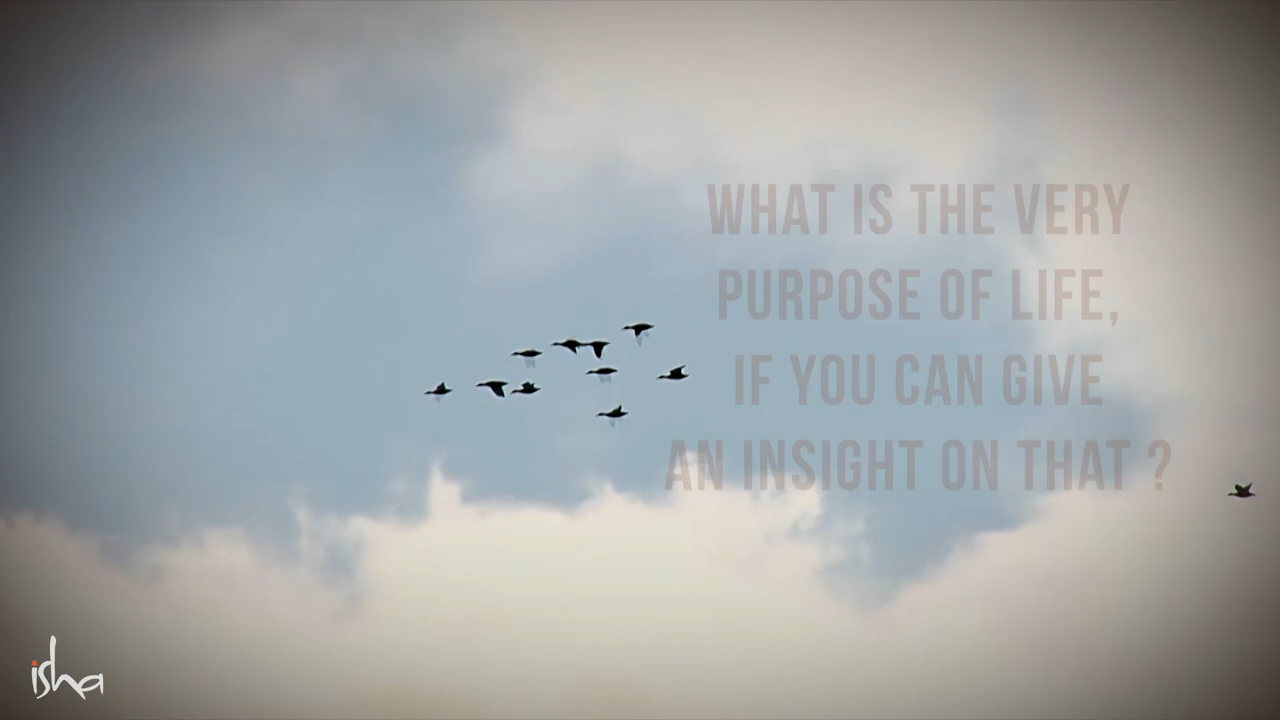 WHAT IS THE VERY
PURPOSE OF LIFE,
IF YOU CAN GIVE
AN INSIGHT ON THAT ?
isha